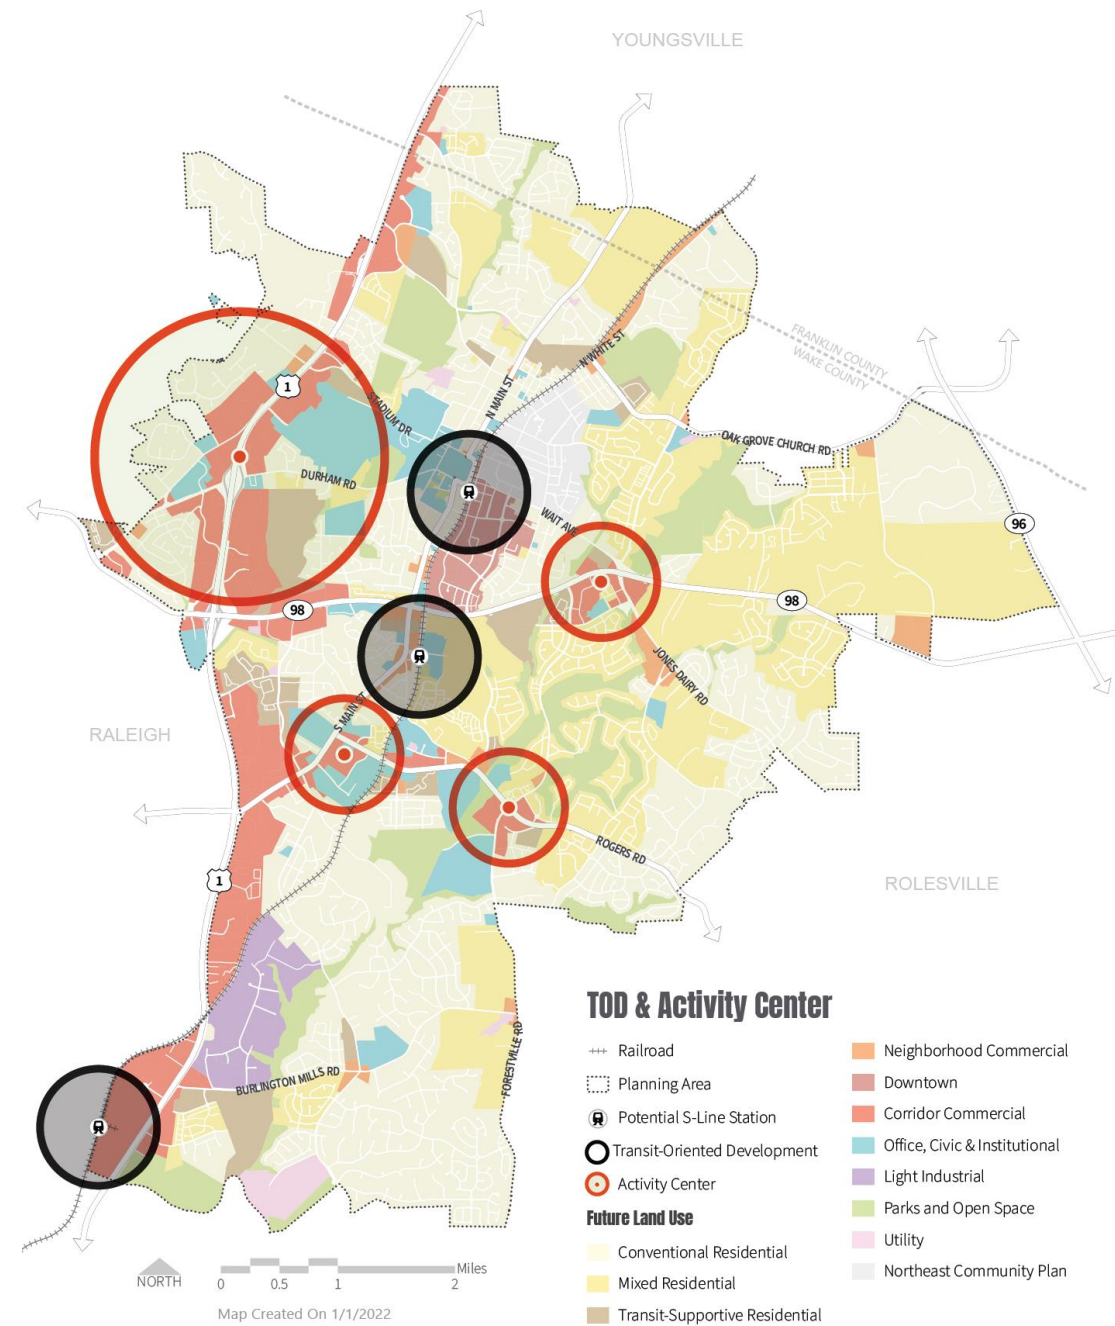 YOUNGSVILLE
FRANKLIN COUNTY
WAKE COUNTY
N WHITE ST
1
N MAIN ST
STADIUM DR
OAK GROVE CHURCH RD
DURHAM RD
WAIT AVE
96
98
98
JONES DAIRY RD
S MAIN ST
RALEIGH
ROGERS RD
1
ROLESVILLE
FORESTVILLE RD
BURLINGTON MILLS RD
TOD & Activity Center
Railroad
Planning Area
Potential S-Line Station
Transit-Oriented Development
Activity Center
Future Land Use
Conventional Residential
Mixed Residential
Transit-Supportive Residential
Neighborhood Commercial
Downtown
Corridor Commercial
Office, Civic & Institutional
Light Industrial
Parks and Open Space
Utility
Northeast Community Plan
NORTH
Miles
0 0.5 1 2
Map Created On 1/1/2022